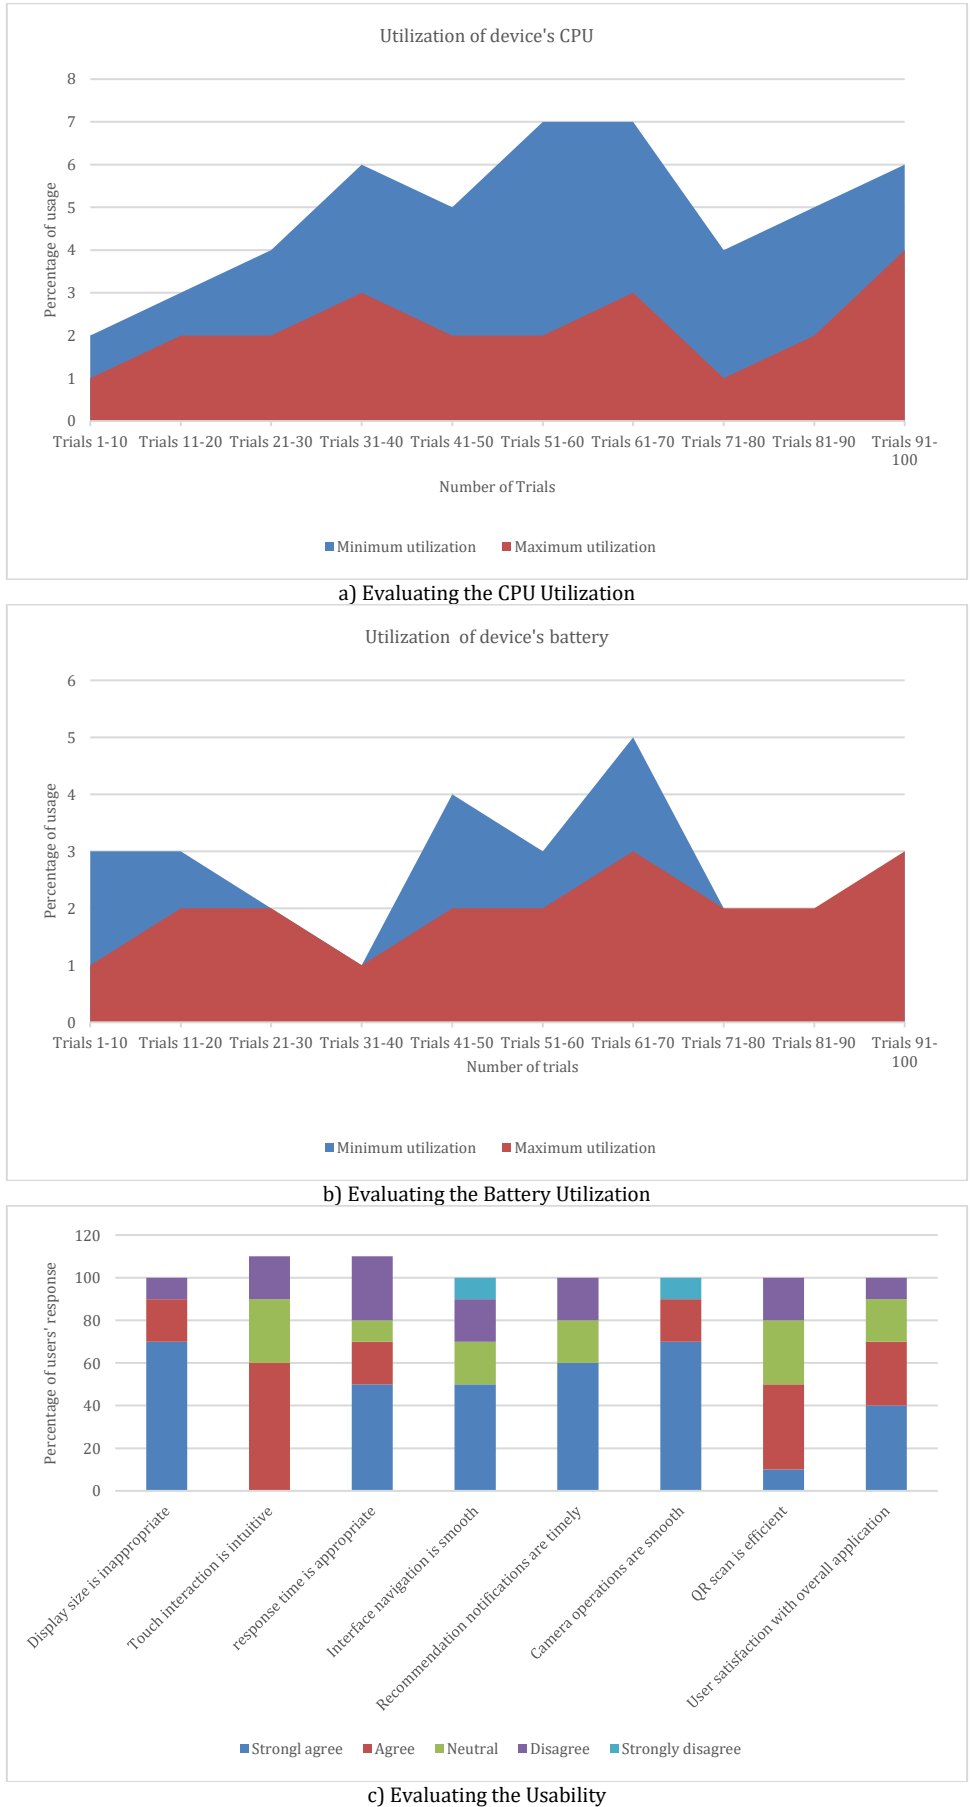 Utilization of device's CPU
8
7
6
5
4
3
2
1
0
Percentage of usage
Trials 1-10 Trials 11-20 Trials 21-30 Trials 31-40 Trials 41-50 Trials 51-60 Trials 61-70 Trials 71-80 Trials 81-90 Trials 91-
100
Number of Trials
Minimum utilization Maximum utilization
a) Evaluating the CPU Utilization
Utilization of device's battery
6
5
4
3
2
1
0
Percentage of usage
Trials 1-10 Trials 11-20 Trials 21-30 Trials 31-40 Trials 41-50 Trials 51-60 Trials 61-70 Trials 71-80 Trials 81-90 Trials 91-
100
Number of trials
Minimum utilization Maximum utilization
b) Evaluating the Battery Utilization
120
100
80
60
40
20
0
Percentage of users' response
Display size is inappropriate
Touch interaction is intuitive
response time is appropriate
Interface navigation is smooth
Recommendation notifications are timely
Camera operations are smooth
QR scan is efficient
User satisfaction with overall application
Strongl agree Agree Neutral Disagree Strongly disagree
c) Evaluating the Usability